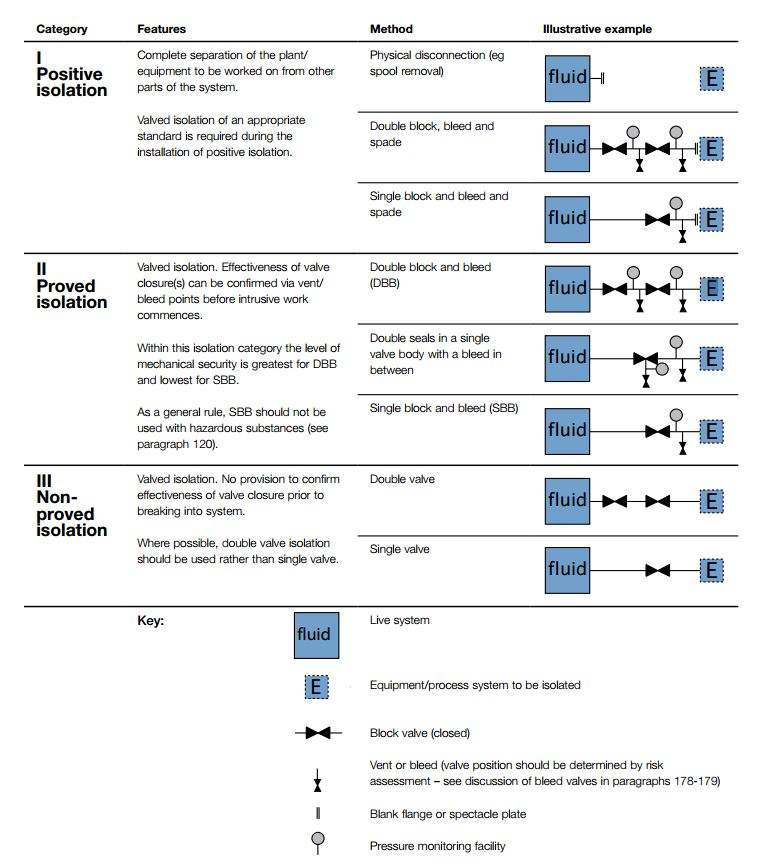 Category Features Method Illustrative example
I
Positive
isolation
Complete separation of the plant/
equipment to be worked on from other
parts of the system.
Valved isolation of an appropriate
standard is required during the
installation of positive isolation.
Physical disconnection (eg
spool removal)
fluid E
Double block, bleed and
spade
fluid E
Single block and bleed and
spade
fluid E
II
Proved
isolation
Valved isolation. Effectiveness of valve
closure(s) can be confirmed via vent/
bleed points before intrusive work
commences.
Within this isolation category the level of
mechanical security is greatest for DBB
and lowest for SBB.
As a general rule, SBB should not be
used with hazardous substances (see
paragraph 120).
Double block and bleed
(DBB)
fluid E
Double seals in a single
valve body with a bleed in
between
fluid E
Single block and bleed (SBB)
fluid E
III
Non-
proved
isolation
Valved isolation. No provision to confirm
effectiveness of valve closure prior to
breaking into system.
Where possible, double valve isolation
should be used rather than single valve.
Double valve
fluid E
Single valve
fluid E
Key:
fluid Live system
E Equipment/process system to be isolated
Block valve (closed)
Vent or bleed (valve position should be determined by risk
assessment – see discussion of bleed valves in paragraphs 178-179)
Blank flange or spectacle plate
Pressure monitoring facility